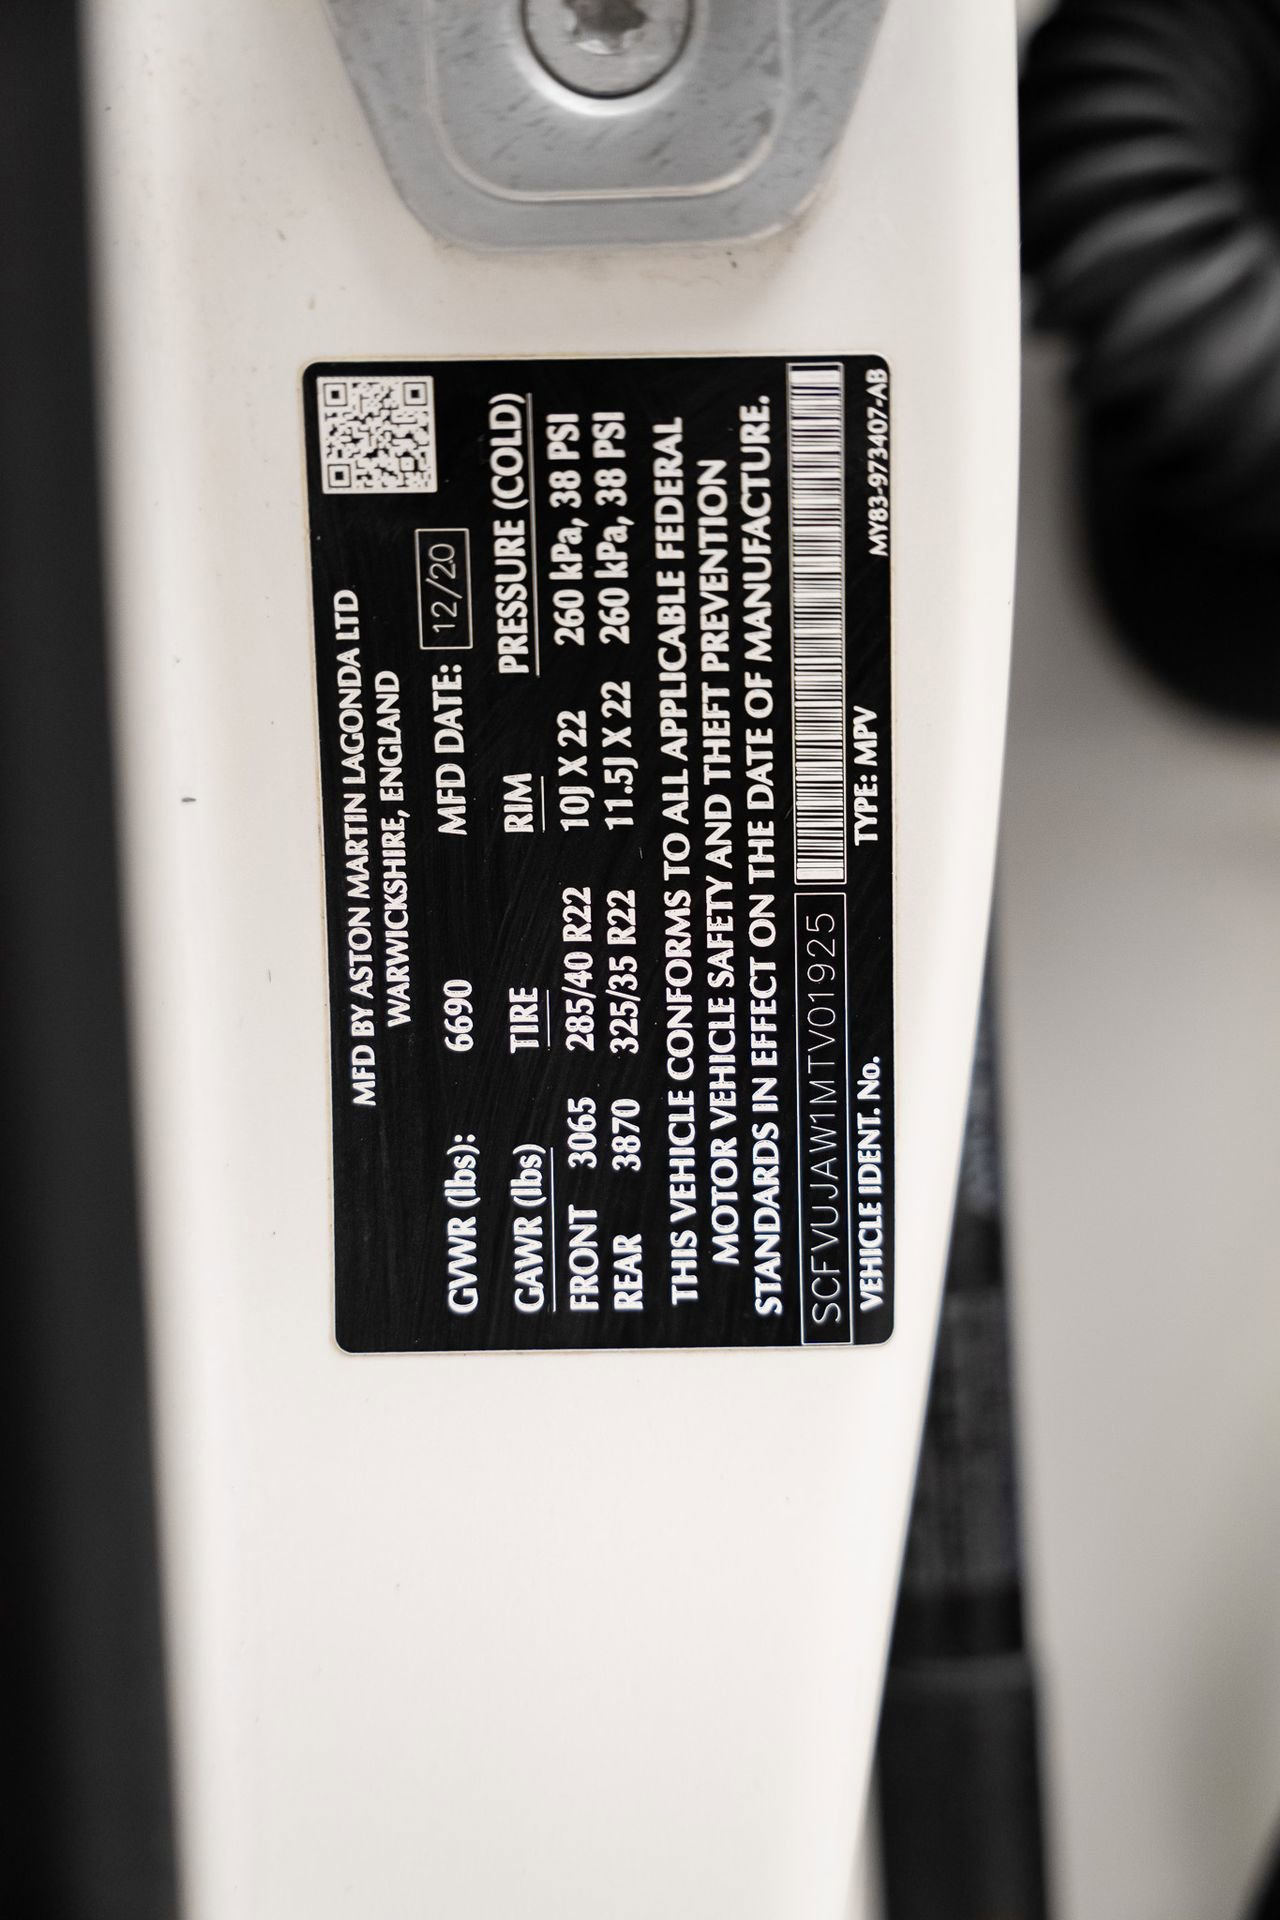 MFD BY ASTON MARTIN LAGONDA LTD
WARWICKSHIRE, ENGLAND
GVWR (lbs): 6690 MFD DATE: 12/20
GAWR (lbs) TIRE RIM PRESSURE (COLD)
FRONT 3065 285/40 R22 10J X 22 260 kPa, 38 PSI
REAR 3870 325/35 R22 11.5J X 22 260 kPa, 38 PSI
THIS VEHICLE CONFORMS TO ALL APPLICABLE FEDERAL
MOTOR VEHICLE SAFETY AND THEFT PREVENTION
STANDARDS IN EFFECT ON THE DATE OF MANUFACTURE.
SCFVUJAW1MTV01925
VEHICLE IDENT. No. TYPE: MPV MY83-973407-AB